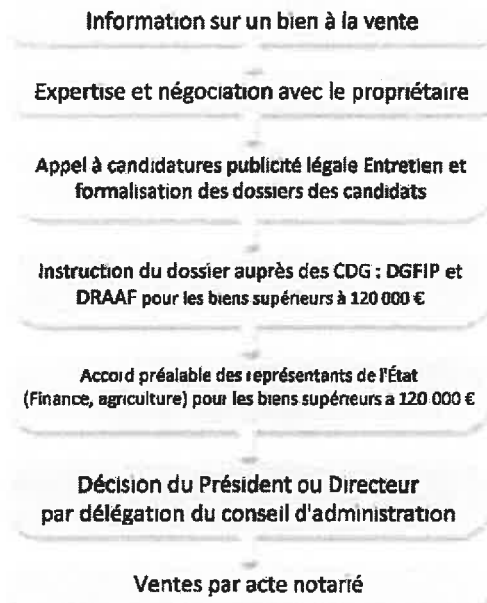 Information sur un bien à la vente
Expertise et négociation avec le propriétaire
Appel à candidatures publicité légale Entretien et
formalisation des dossiers des candidats
Instruction du dossier auprès des CDG : DGFIP et
DRAAF pour les biens supérieurs à 120 000 €
Accord préalable des représentants de l'État
(Finance, agriculture) pour les biens supérieurs a 120 000 €
Décision du Président ou Directeur
par délégation du conseil d'administration
Ventes par acte notarié